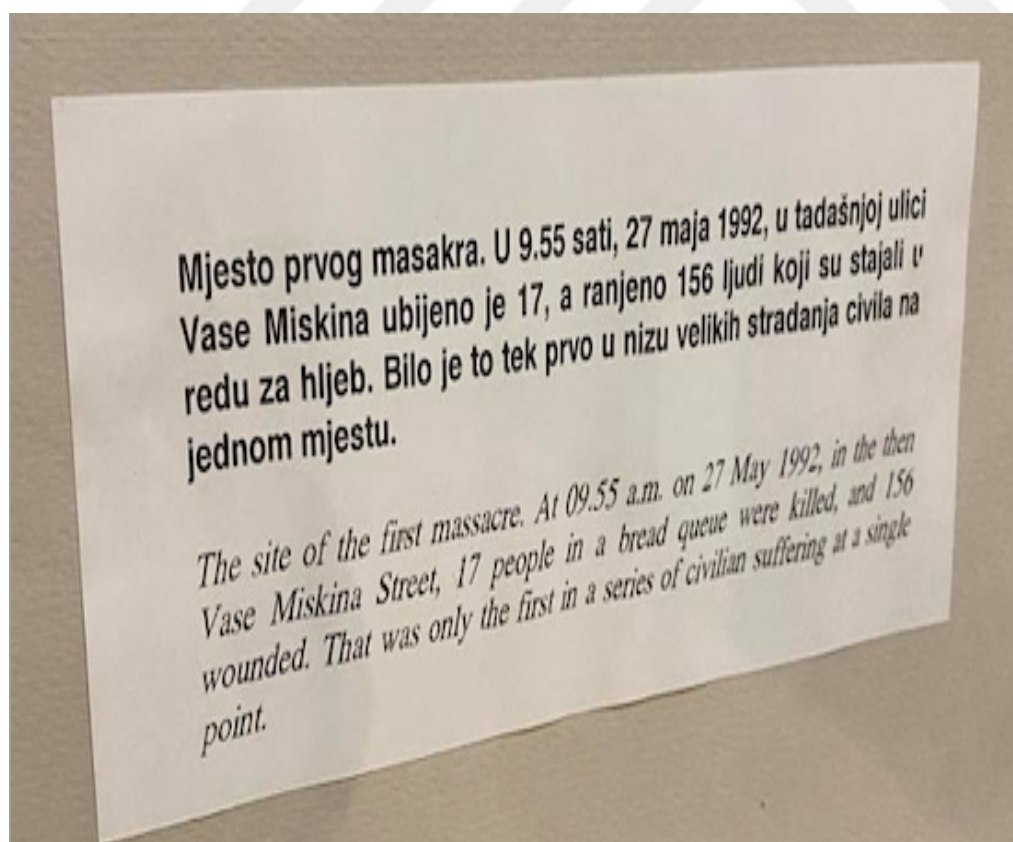 Mjesto prvog masakra. U 9.55 sati, 27 maja 1992, u tadašnjoj ulici
Vase Miskina ubijeno je 17, a ranjeno 156 ljudi koji su stajali u
redu za hljeb. Bilo je to tek prvo u nizu velikih stradanja civila na
jednom mjestu.
The site of the first massacre. At 09.55 a.m. on 27 May 1992, in the then
Vase Miskina Street, 17 people in a bread queue were killed, and 156
wounded. That was only the first in a series of civilian suffering at a single
point.